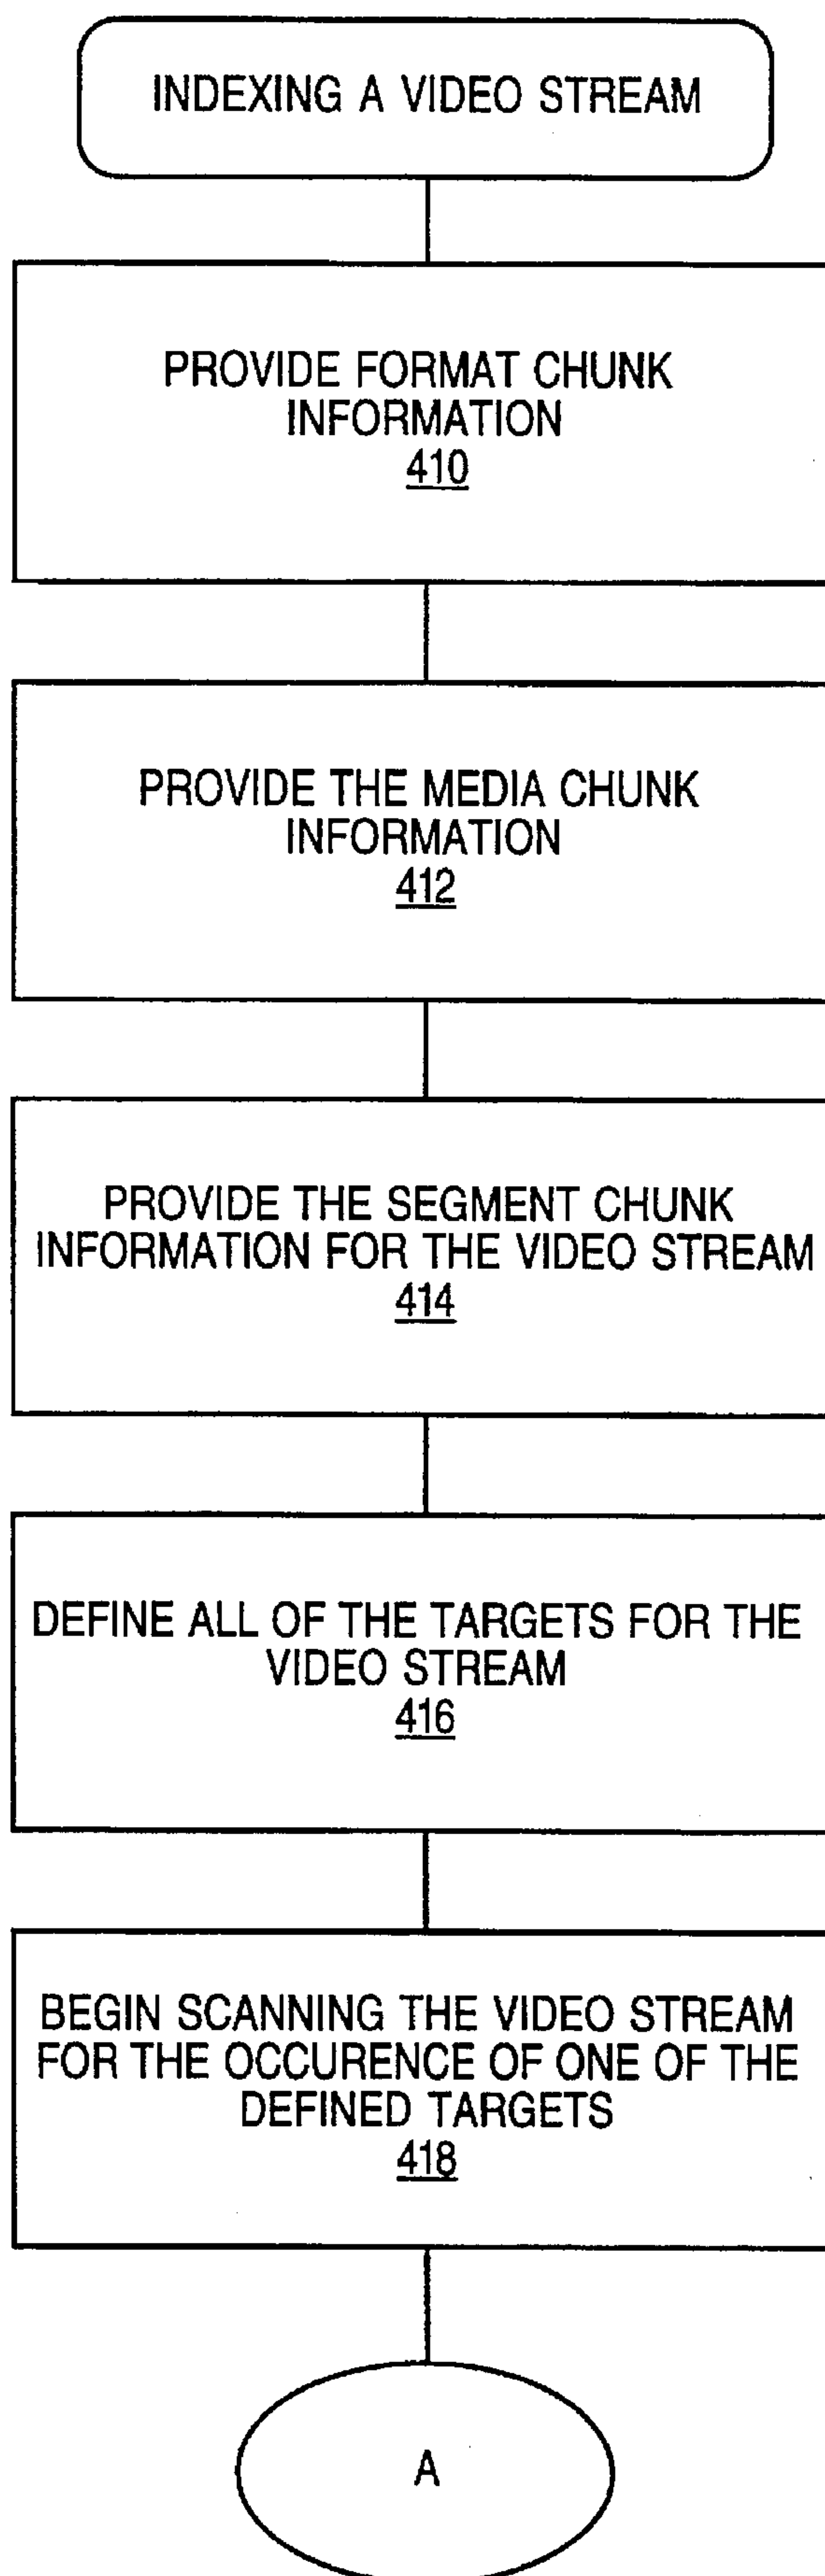 INDEXING A VIDEO STREAM
PROVIDE FORMAT CHUNK
INFORMATION
410
PROVIDE THE MEDIA CHUNK
INFORMATION
412
PROVIDE THE SEGMENT CHUNK
INFORMATION FOR THE VIDEO STREAM
414
DEFINE ALL OF THE TARGETS FOR THE
VIDEO STREAM
416
BEGIN SCANNING THE VIDEO STREAM
FOR THE OCCURENCE OF ONE OF THE
DEFINED TARGETS
418
A